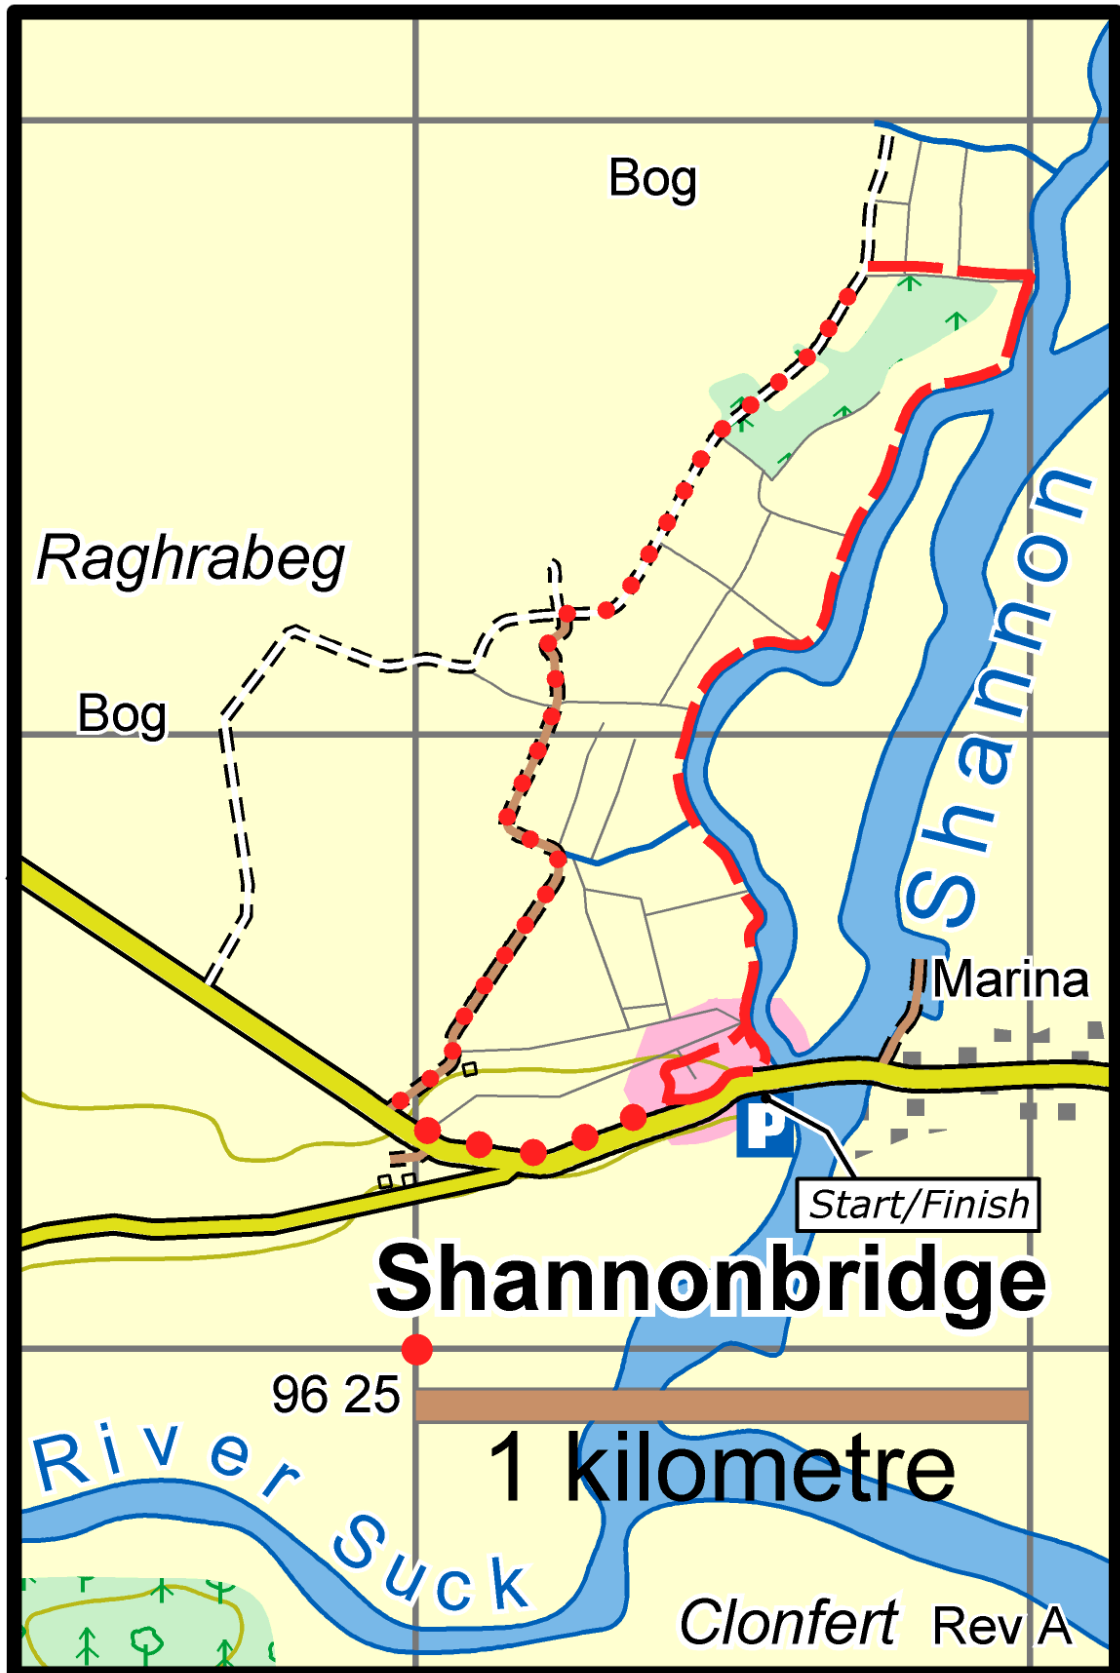 Bog
Raghrabeg
Bog
Shannon
Marina
P
Start/Finish
Shannonbridge
96 25
1 kilometre
River Suck
Clonfert Rev A